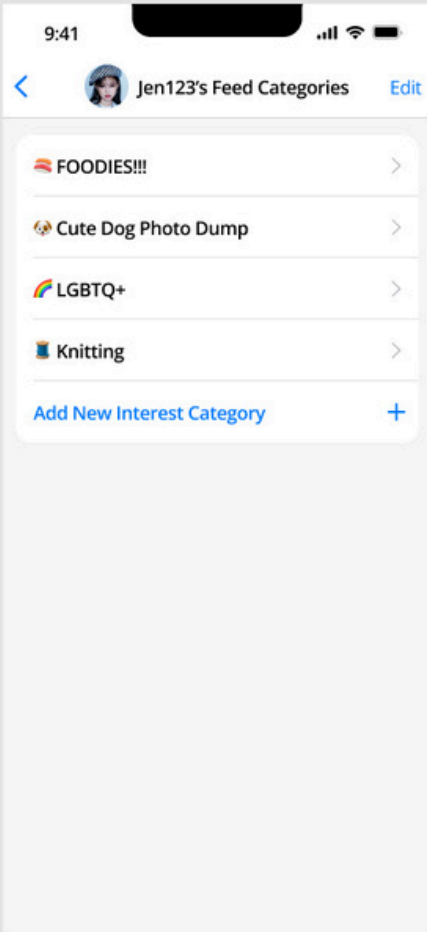 9:41
Jen123's Feed Categories
Edit
🍣 FOODIES!!!
🐶 Cute Dog Photo Dump
🌈 LGBTQ+
🧵 Knitting
Add New Interest Category +